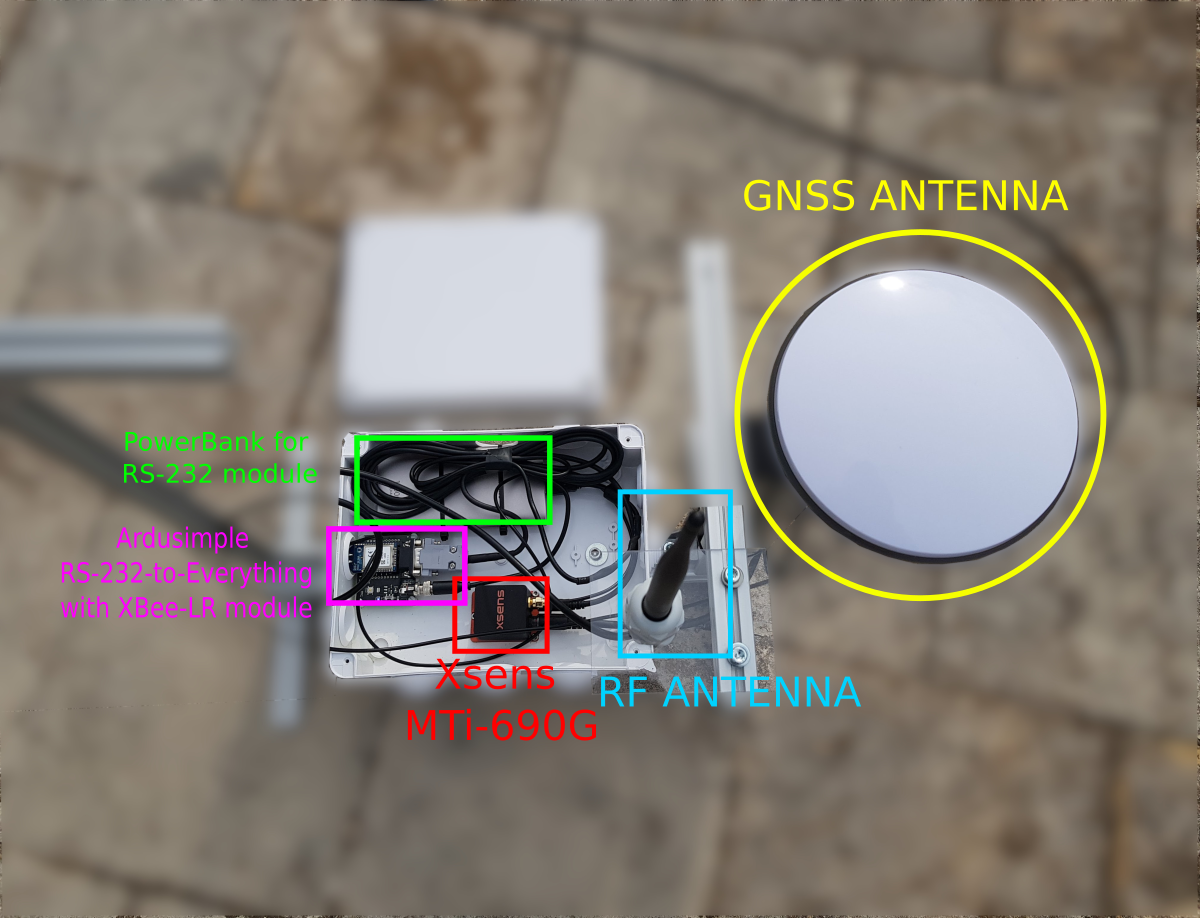 GNSS ANTENNA
PowerBank for
RS-232 module
Ardusimple
RS-232-to-Everything
with XBee-LR module
xsens
Xsens
MTi-690G
RF ANTENNA